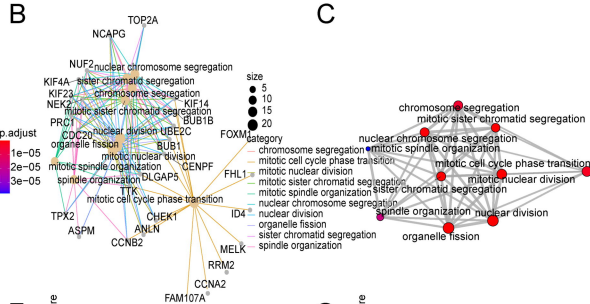 B
TOP2A
NCAPG
NUF2
nuclear chromosome segregation
sister chromatid segregation
KIF4A
KIF23
chromosome segregation
NEK2
KIF14
mitotic sister chromatid segregation
PRC1
BUB1B
CDC20
nuclear division
UBE2C
organelle fission
BUB1
mitotic nuclear division
mitotic spindle organization
CENPF
spindle organization
DLGAP5
TTK
mitotic cell cycle phase transition
TPX2
CHEK1
ASPM
ANLN
CCNB2
FOXM1
FHL1
ID4
MELK
RRM2
CCNA2
FAM107A
p.adjust
1e-05
2e-05
3e-05
size
5
10
15
20
category
chromosome segregation
mitotic cell cycle phase transition
mitotic nuclear division
mitotic sister chromatid segregation
mitotic spindle organization
nuclear chromosome segregation
nuclear division
organelle fission
sister chromatid segregation
spindle organization
C
chromosome segregation
mitotic sister chromatid segregation
nuclear chromosome segregation
mitotic spindle organization
mitotic cell cycle phase transition
mitotic nuclear division
sister chromatid segregation
spindle organization
nuclear division
organelle fission